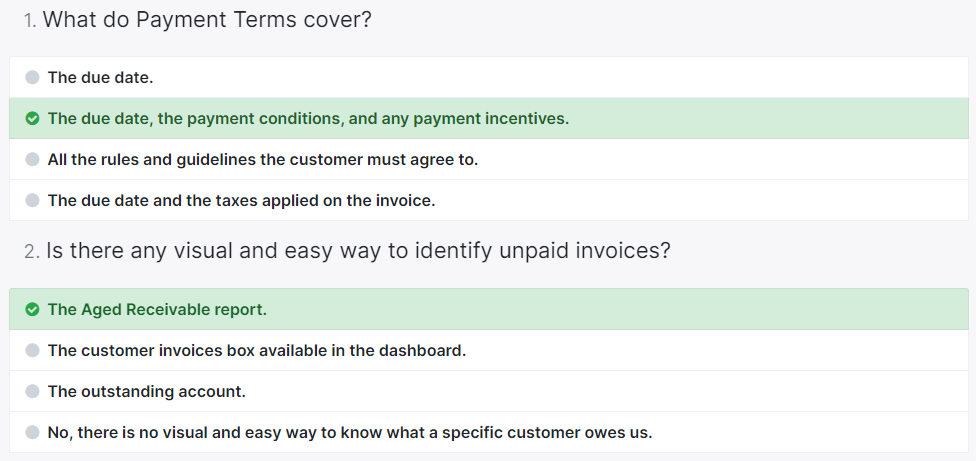 1. What do Payment Terms cover?
The due date.
The due date, the payment conditions, and any payment incentives.
All the rules and guidelines the customer must agree to.
The due date and the taxes applied on the invoice.
2. Is there any visual and easy way to identify unpaid invoices?
The Aged Receivable report.
The customer invoices box available in the dashboard.
The outstanding account.
No, there is no visual and easy way to know what a specific customer owes us.